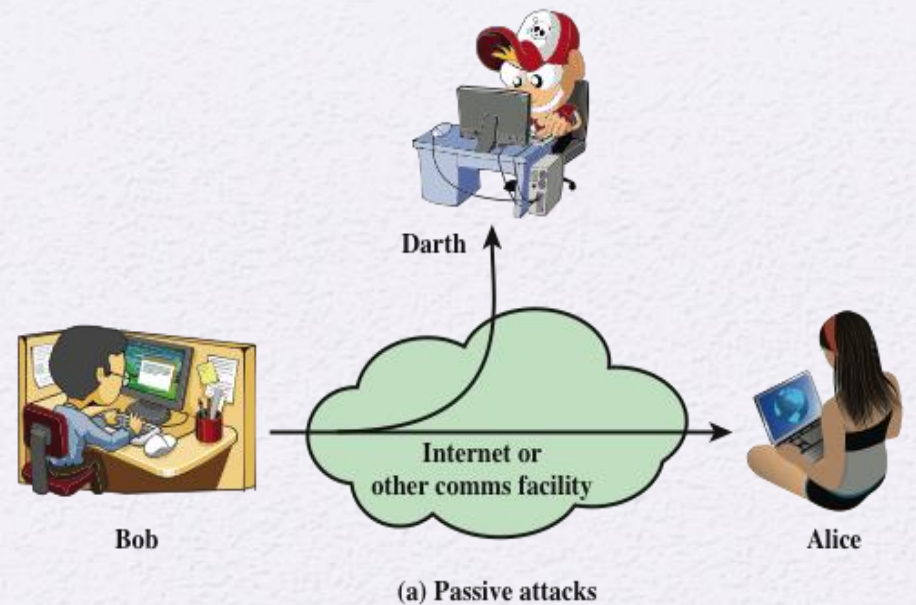 Darth
Internet or
other comms facility
Bob
Alice
(a) Passive attacks